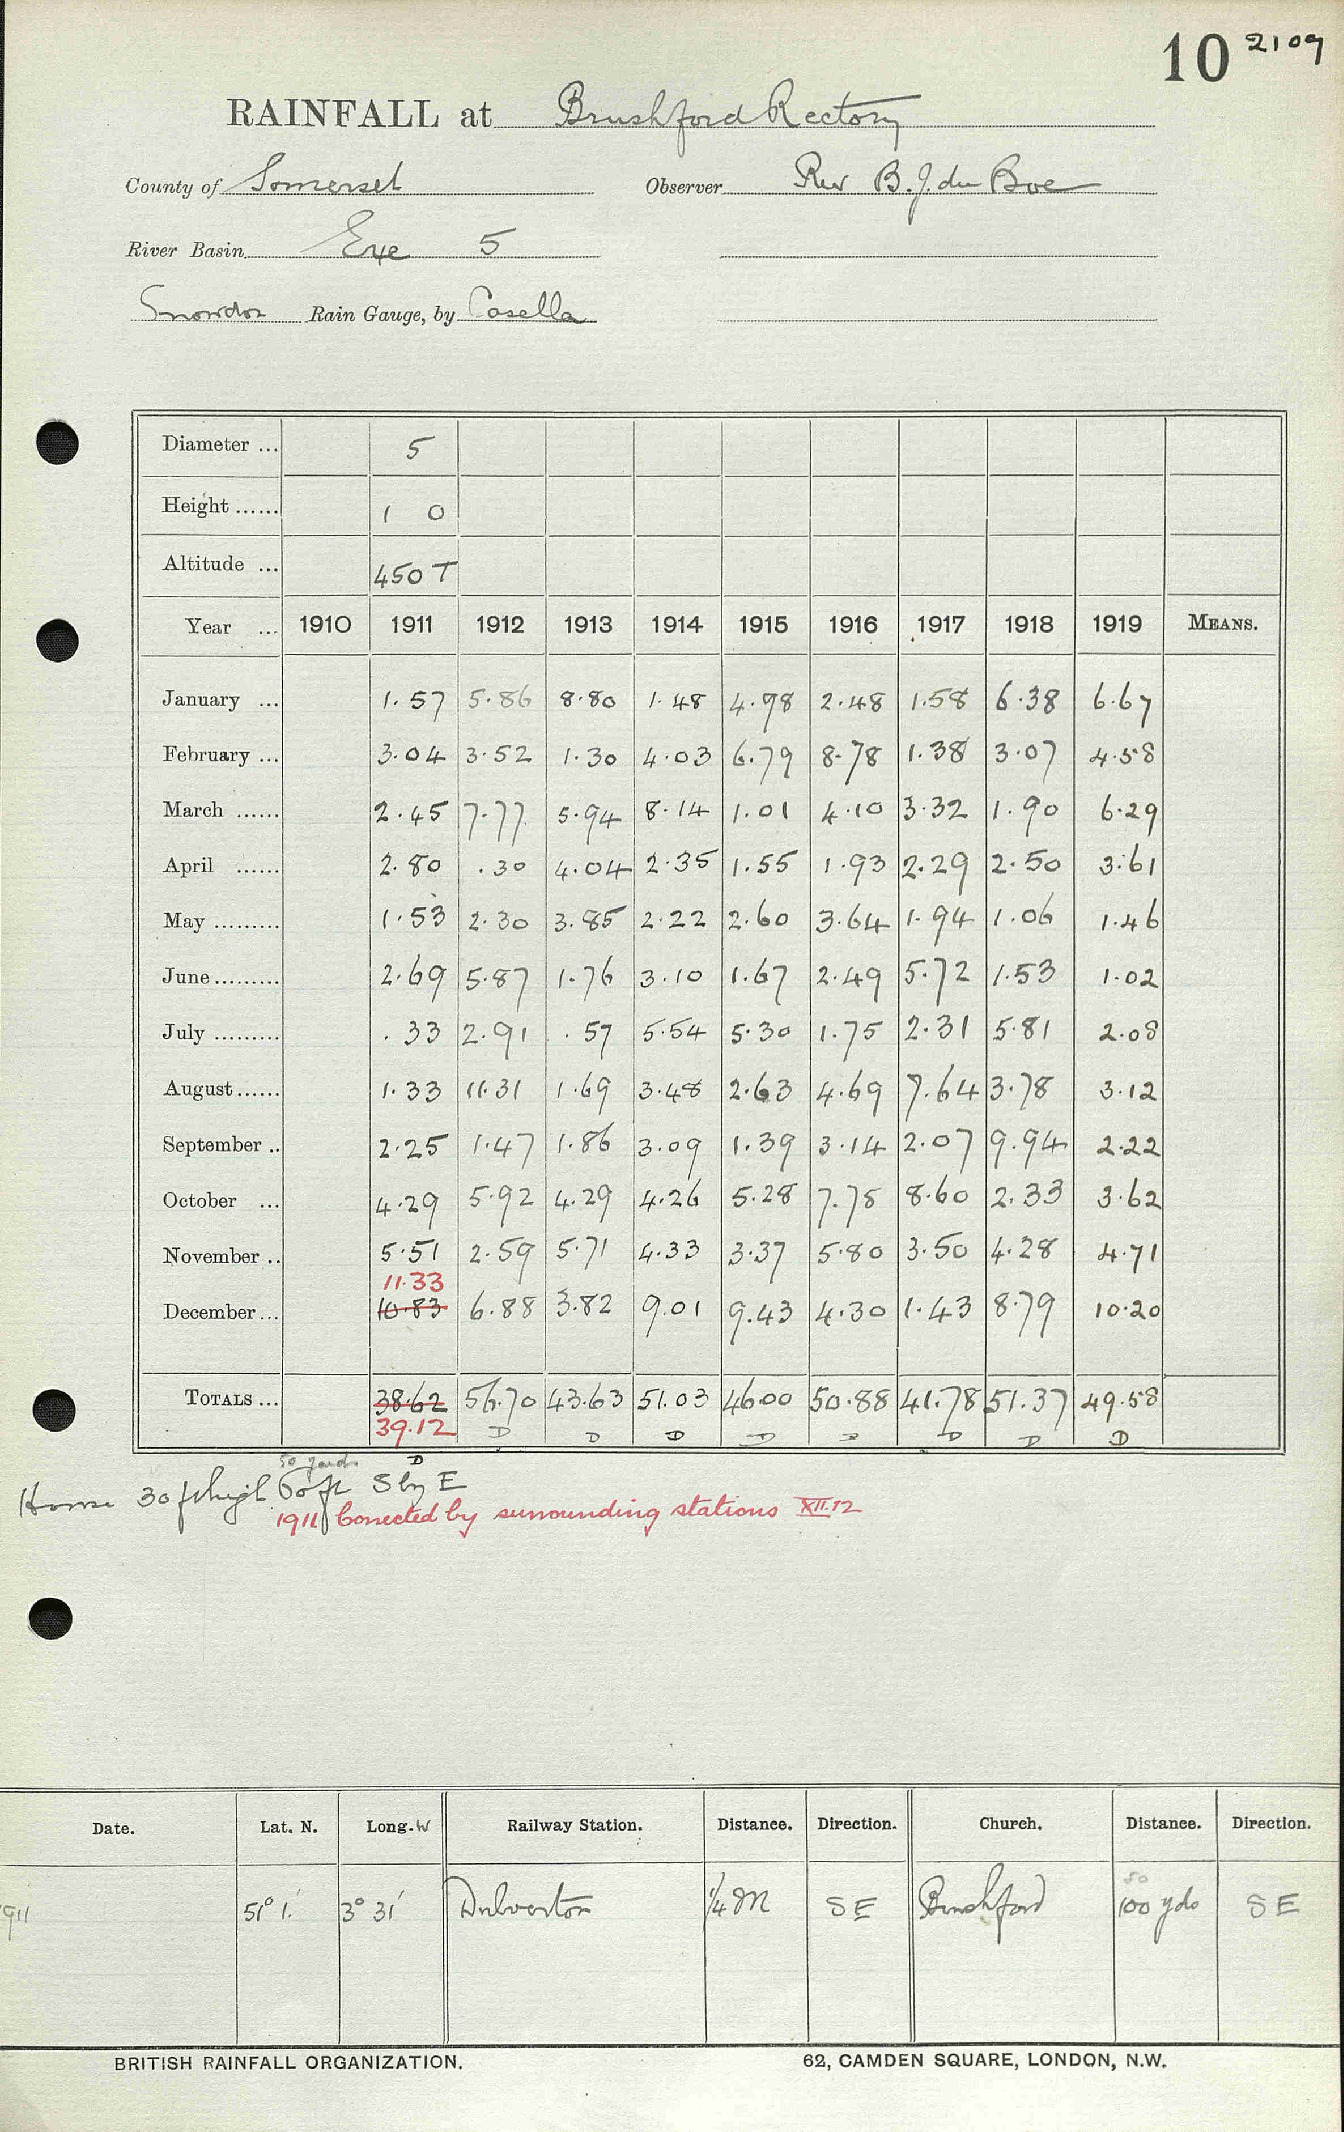 10 2109
RAINFALL at Brushford Rectory
County of Somerset Observer Rev B. J. du Boe
River Basin Exe 5
Snowdon Rain Gauge, by Casella
Diameter ... 5
Height ...... 1 0
Altitude ... 450 T
Year ... 1910 1911 1912 1913 1914 1915 1916 1917 1918 1919 MEANS.
January ... 1.57 5.86 8.80 1.48 4.98 2.48 1.58 6.38 6.67
February ... 3.04 3.52 1.30 4.03 6.79 8.78 1.38 3.07 4.58
March ...... 2.45 7.77 5.94 8.14 1.01 4.10 3.32 1.90 6.29
April ...... 2.80 .30 4.04 2.35 1.55 1.93 2.29 2.50 3.61
May ......... 1.53 2.30 3.85 2.22 2.60 3.64 1.94 1.06 1.46
June ......... 2.69 5.87 1.76 3.10 1.67 2.49 5.72 1.53 1.02
July ......... .33 2.91 .57 5.54 5.30 1.75 2.31 5.81 2.08
August ...... 1.33 11.31 1.69 3.48 2.63 4.69 7.64 3.78 3.12
September .. 2.25 1.47 1.86 3.09 1.39 3.14 2.07 9.94 2.22
October ... 4.29 5.92 4.29 4.26 5.28 7.78 8.60 2.33 3.62
November .. 5.51 2.59 5.71 4.33 3.37 5.80 3.50 4.28 4.71
11.33
December ... 10.83 6.88 3.82 9.01 9.43 4.30 1.43 8.79 10.20
TOTALS ... 38.62 56.70 43.63 51.03 46.00 50.88 41.78 51.37 49.58
39.12 D D D D D D D D
50 yards D
House 30 ft high 60 ft S by E
1911 Corrected by surrounding stations XII.12
Date. Lat. N. Long. W Railway Station. Distance. Direction. Church. Distance. Direction.
50
1911 51° 1' 3° 31' Dulverton 1/4 M SE Brushford 100 yds SE
BRITISH RAINFALL ORGANIZATION. 62, CAMDEN SQUARE, LONDON, N.W.